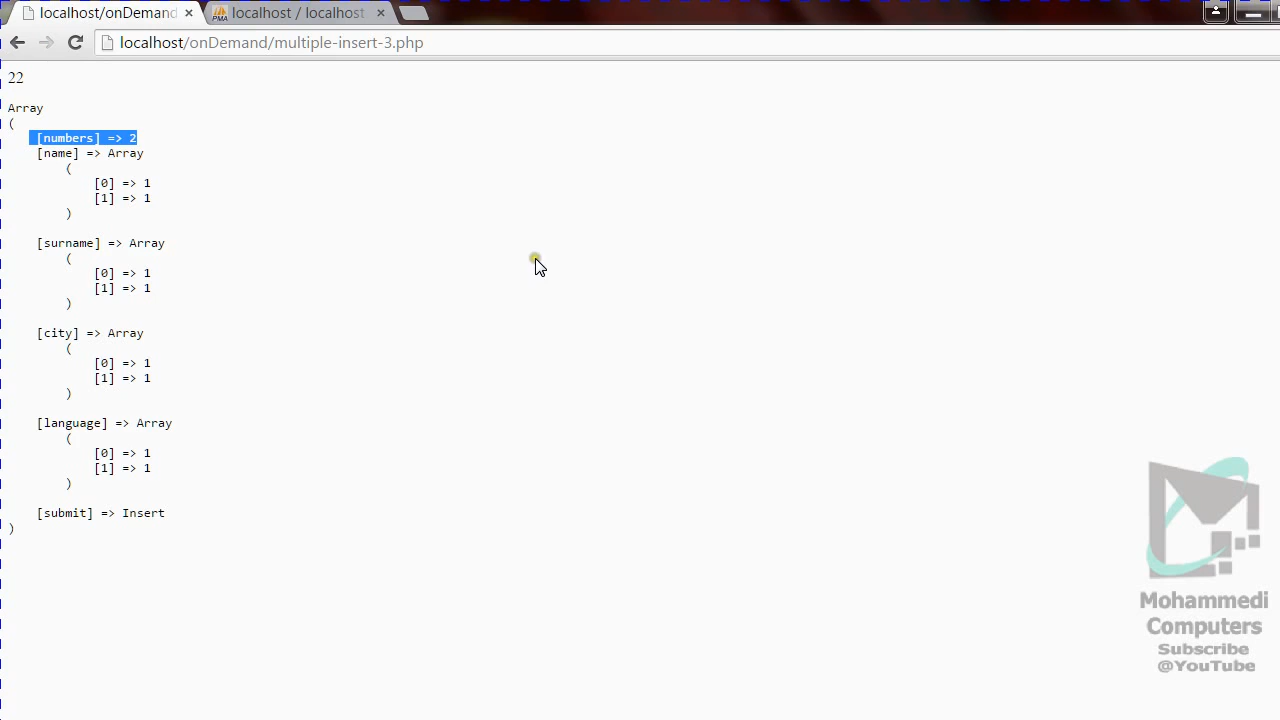 localhost/onDemand
localhost / localhost
localhost/onDemand/multiple-insert-3.php
22
Array
(
[numbers] => 2
[name] => Array
(
[0] => 1
[1] => 1
)
[surname] => Array
(
[0] => 1
[1] => 1
)
[city] => Array
(
[0] => 1
[1] => 1
)
[language] => Array
(
[0] => 1
[1] => 1
)
[submit] => Insert
)
Mohammedi
Computers
Subscribe
@YouTube